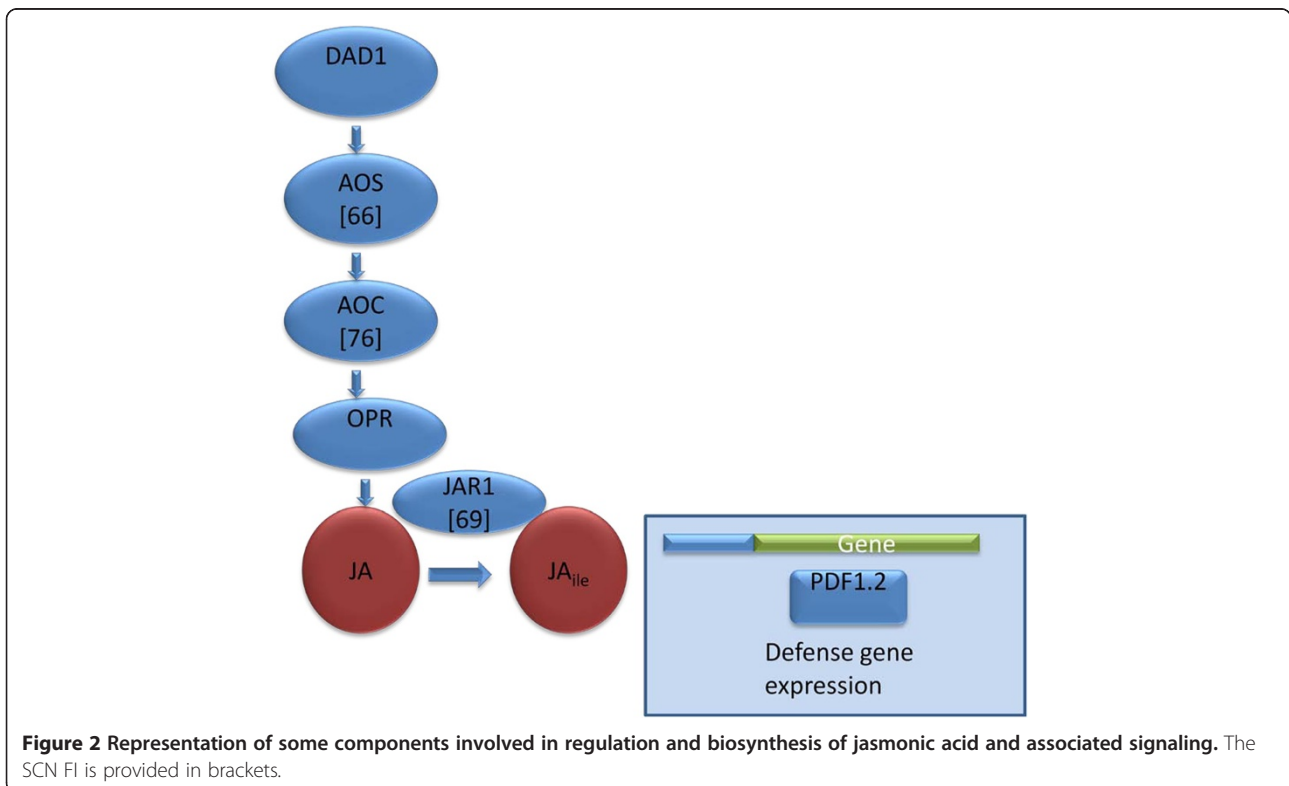 DAD1
AOS
[66]
AOC
[76]
OPR
JAR1
[69]
JA
JAile
Gene
PDF1.2
Defense gene
expression
Figure 2 Representation of some components involved in regulation and biosynthesis of jasmonic acid and associated signaling. The
SCN FI is provided in brackets.